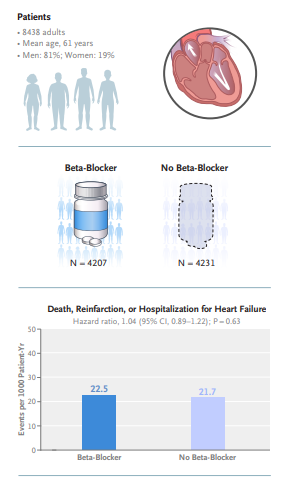 Patients
• 8438 adults
• Mean age, 61 years
• Men: 81%; Women: 19%
Beta-Blocker
No Beta-Blocker
N = 4207
N = 4231
Death, Reinfarction, or Hospitalization for Heart Failure
Hazard ratio, 1.04 (95% CI, 0.89–1.22); P=0.63
Events per 1000 Patient-Yr
50
40
30
20
10
0
22.5
21.7
Beta-Blocker
No Beta-Blocker